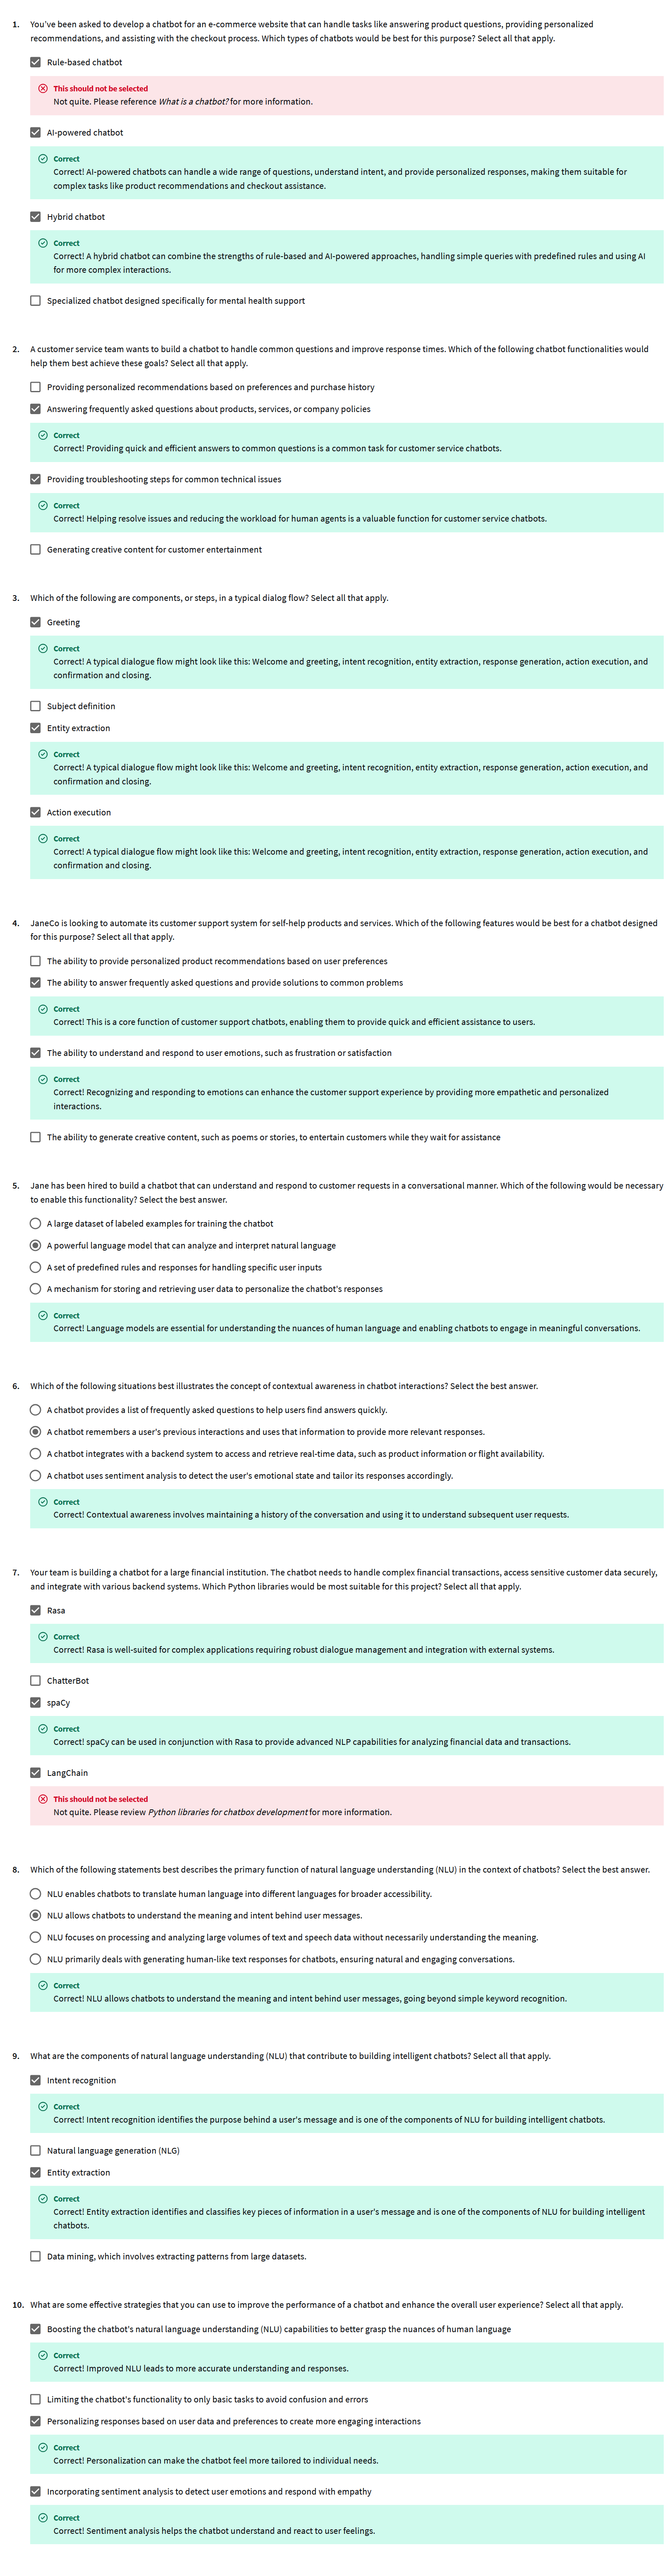 1. You've been asked to develop a chatbot for an e-commerce website that can handle tasks like answering product questions, providing personalized
recommendations, and assisting with the checkout process. Which types of chatbots would be best for this purpose? Select all that apply.
Rule-based chatbot
This should not be selected
Not quite. Please reference What is a chatbot? for more information.
AI-powered chatbot
Correct
Correct! AI-powered chatbots can handle a wide range of questions, understand intent, and provide personalized responses, making them suitable for
complex tasks like product recommendations and checkout assistance.
Hybrid chatbot
Correct
Correct! A hybrid chatbot can combine the strengths of rule-based and AI-powered approaches, handling simple queries with predefined rules and using AI
for more complex interactions.
Specialized chatbot designed specifically for mental health support
2. A customer service team wants to build a chatbot to handle common questions and improve response times. Which of the following chatbot functionalities would
help them best achieve these goals? Select all that apply.
Providing personalized recommendations based on preferences and purchase history
Answering frequently asked questions about products, services, or company policies
Correct
Correct! Providing quick and efficient answers to common questions is a common task for customer service chatbots.
Providing troubleshooting steps for common technical issues
Correct
Correct! Helping resolve issues and reducing the workload for human agents is a valuable function for customer service chatbots.
Generating creative content for customer entertainment
3. Which of the following are components, or steps, in a typical dialog flow? Select all that apply.
Greeting
Correct
Correct! A typical dialogue flow might look like this: Welcome and greeting, intent recognition, entity extraction, response generation, action execution, and
confirmation and closing.
Subject definition
Entity extraction
Correct
Correct! A typical dialogue flow might look like this: Welcome and greeting, intent recognition, entity extraction, response generation, action execution, and
confirmation and closing.
Action execution
Correct
Correct! A typical dialogue flow might look like this: Welcome and greeting, intent recognition, entity extraction, response generation, action execution, and
confirmation and closing.
4. JaneCo is looking to automate its customer support system for self-help products and services. Which of the following features would be best for a chatbot designed
for this purpose? Select all that apply.
The ability to provide personalized product recommendations based on user preferences
The ability to answer frequently asked questions and provide solutions to common problems
Correct
Correct! This is a core function of customer support chatbots, enabling them to provide quick and efficient assistance to users.
The ability to understand and respond to user emotions, such as frustration or satisfaction
Correct
Correct! Recognizing and responding to emotions can enhance the customer support experience by providing more empathetic and personalized
interactions.
The ability to generate creative content, such as poems or stories, to entertain customers while they wait for assistance
5. Jane has been hired to build a chatbot that can understand and respond to customer requests in a conversational manner. Which of the following would be necessary
to enable this functionality? Select the best answer.
A large dataset of labeled examples for training the chatbot
A powerful language model that can analyze and interpret natural language
A set of predefined rules and responses for handling specific user inputs
A mechanism for storing and retrieving user data to personalize the chatbot's responses
Correct
Correct! Language models are essential for understanding the nuances of human language and enabling chatbots to engage in meaningful conversations.
6. Which of the following situations best illustrates the concept of contextual awareness in chatbot interactions? Select the best answer.
A chatbot provides a list of frequently asked questions to help users find answers quickly.
A chatbot remembers a user's previous interactions and uses that information to provide more relevant responses.
A chatbot integrates with a backend system to access and retrieve real-time data, such as product information or flight availability.
A chatbot uses sentiment analysis to detect the user's emotional state and tailor its responses accordingly.
Correct
Correct! Contextual awareness involves maintaining a history of the conversation and using it to understand subsequent user requests.
7. Your team is building a chatbot for a large financial institution. The chatbot needs to handle complex financial transactions, access sensitive customer data securely,
and integrate with various backend systems. Which Python libraries would be most suitable for this project? Select all that apply.
Rasa
Correct
Correct! Rasa is well-suited for complex applications requiring robust dialogue management and integration with external systems.
ChatterBot
spaCy
Correct
Correct! spaCy can be used in conjunction with Rasa to provide advanced NLP capabilities for analyzing financial data and transactions.
LangChain
This should not be selected
Not quite. Please review Python libraries for chatbox development for more information.
8. Which of the following statements best describes the primary function of natural language understanding (NLU) in the context of chatbots? Select the best answer.
NLU enables chatbots to translate human language into different languages for broader accessibility.
NLU allows chatbots to understand the meaning and intent behind user messages.
NLU focuses on processing and analyzing large volumes of text and speech data without necessarily understanding the meaning.
NLU primarily deals with generating human-like text responses for chatbots, ensuring natural and engaging conversations.
Correct
Correct! NLU allows chatbots to understand the meaning and intent behind user messages, going beyond simple keyword recognition.
9. What are the components of natural language understanding (NLU) that contribute to building intelligent chatbots? Select all that apply.
Intent recognition
Correct
Correct! Intent recognition identifies the purpose behind a user's message and is one of the components of NLU for building intelligent chatbots.
Natural language generation (NLG)
Entity extraction
Correct
Correct! Entity extraction identifies and classifies key pieces of information in a user's message and is one of the components of NLU for building intelligent
chatbots.
Data mining, which involves extracting patterns from large datasets.
10. What are some effective strategies that you can use to improve the performance of a chatbot and enhance the overall user experience? Select all that apply.
Boosting the chatbot's natural language understanding (NLU) capabilities to better grasp the nuances of human language
Correct
Correct! Improved NLU leads to more accurate understanding and responses.
Limiting the chatbot's functionality to only basic tasks to avoid confusion and errors
Personalizing responses based on user data and preferences to create more engaging interactions
Correct
Correct! Personalization can make the chatbot feel more tailored to individual needs.
Incorporating sentiment analysis to detect user emotions and respond with empathy
Correct
Correct! Sentiment analysis helps the chatbot understand and react to user feelings.